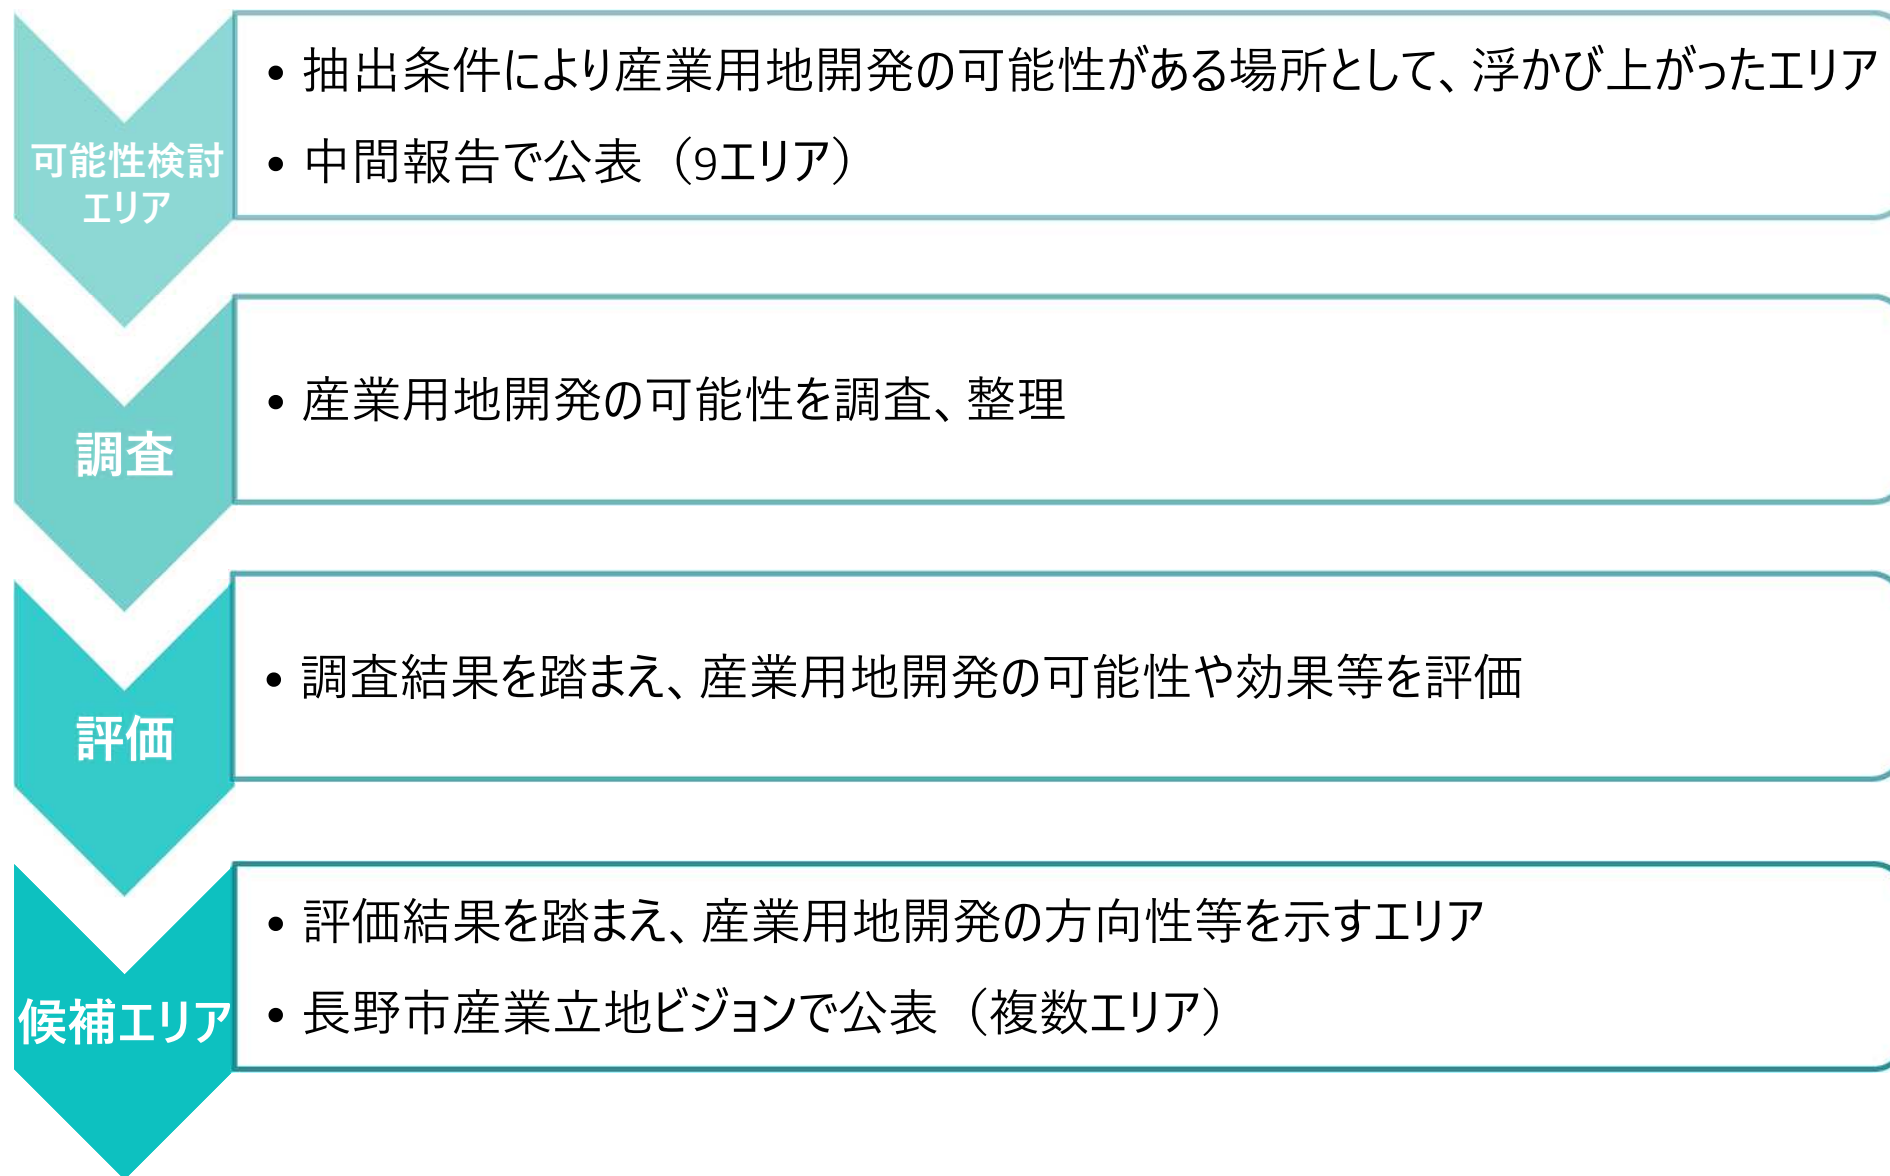 可能性検討
エリア
• 抽出条件により産業用地開発の可能性がある場所として、浮かび上がったエリア
• 中間報告で公表（9エリア）
調査
• 産業用地開発の可能性を調査、整理
評価
• 調査結果を踏まえ、産業用地開発の可能性や効果等を評価
候補エリア
• 評価結果を踏まえ、産業用地開発の方向性等を示すエリア
• 長野市産業立地ビジョンで公表（複数エリア）